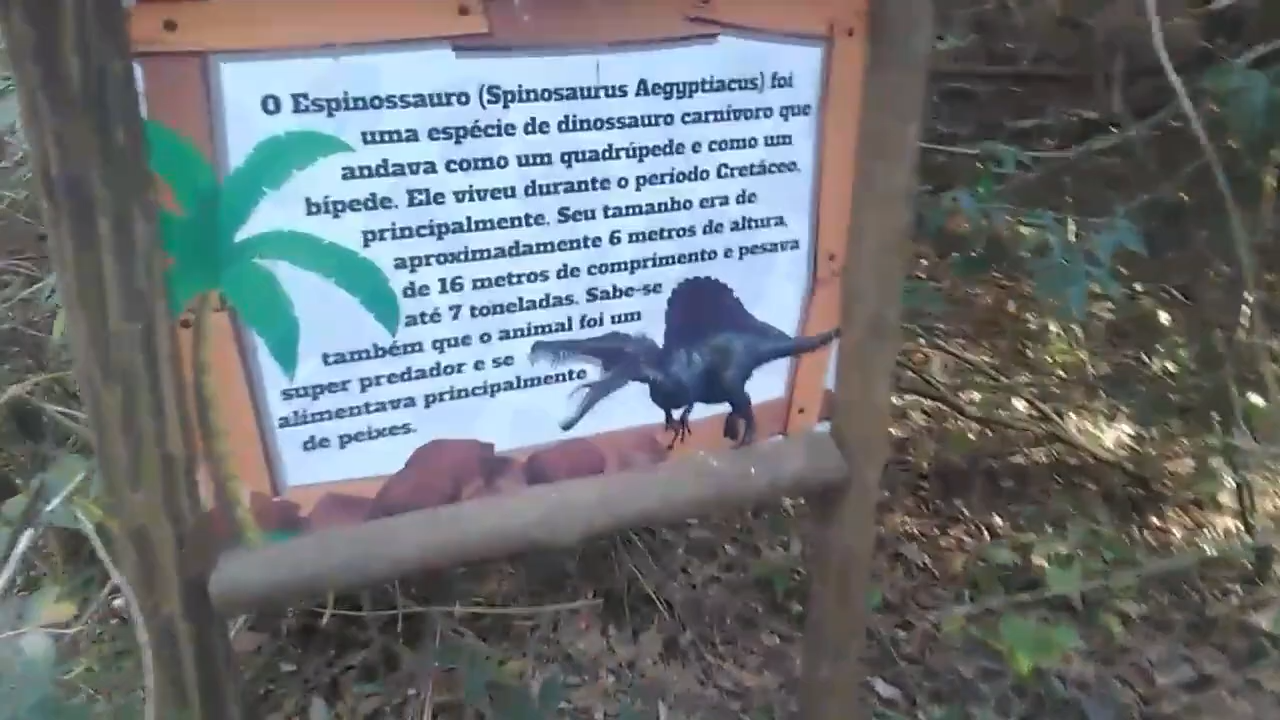 O Espinossauro (Spinosaurus Aegyptiacus) foi
uma espécie de dinossauro carnívoro que
andava como um quadrúpede e como um
bípede. Ele viveu durante o período Cretáceo,
principalmente. Seu tamanho era de
aproximadamente 6 metros de altura,
de 16 metros de comprimento e pesava
até 7 toneladas. Sabe-se
também que o animal foi um
super predador e se
alimentava principalmente
de peixes.